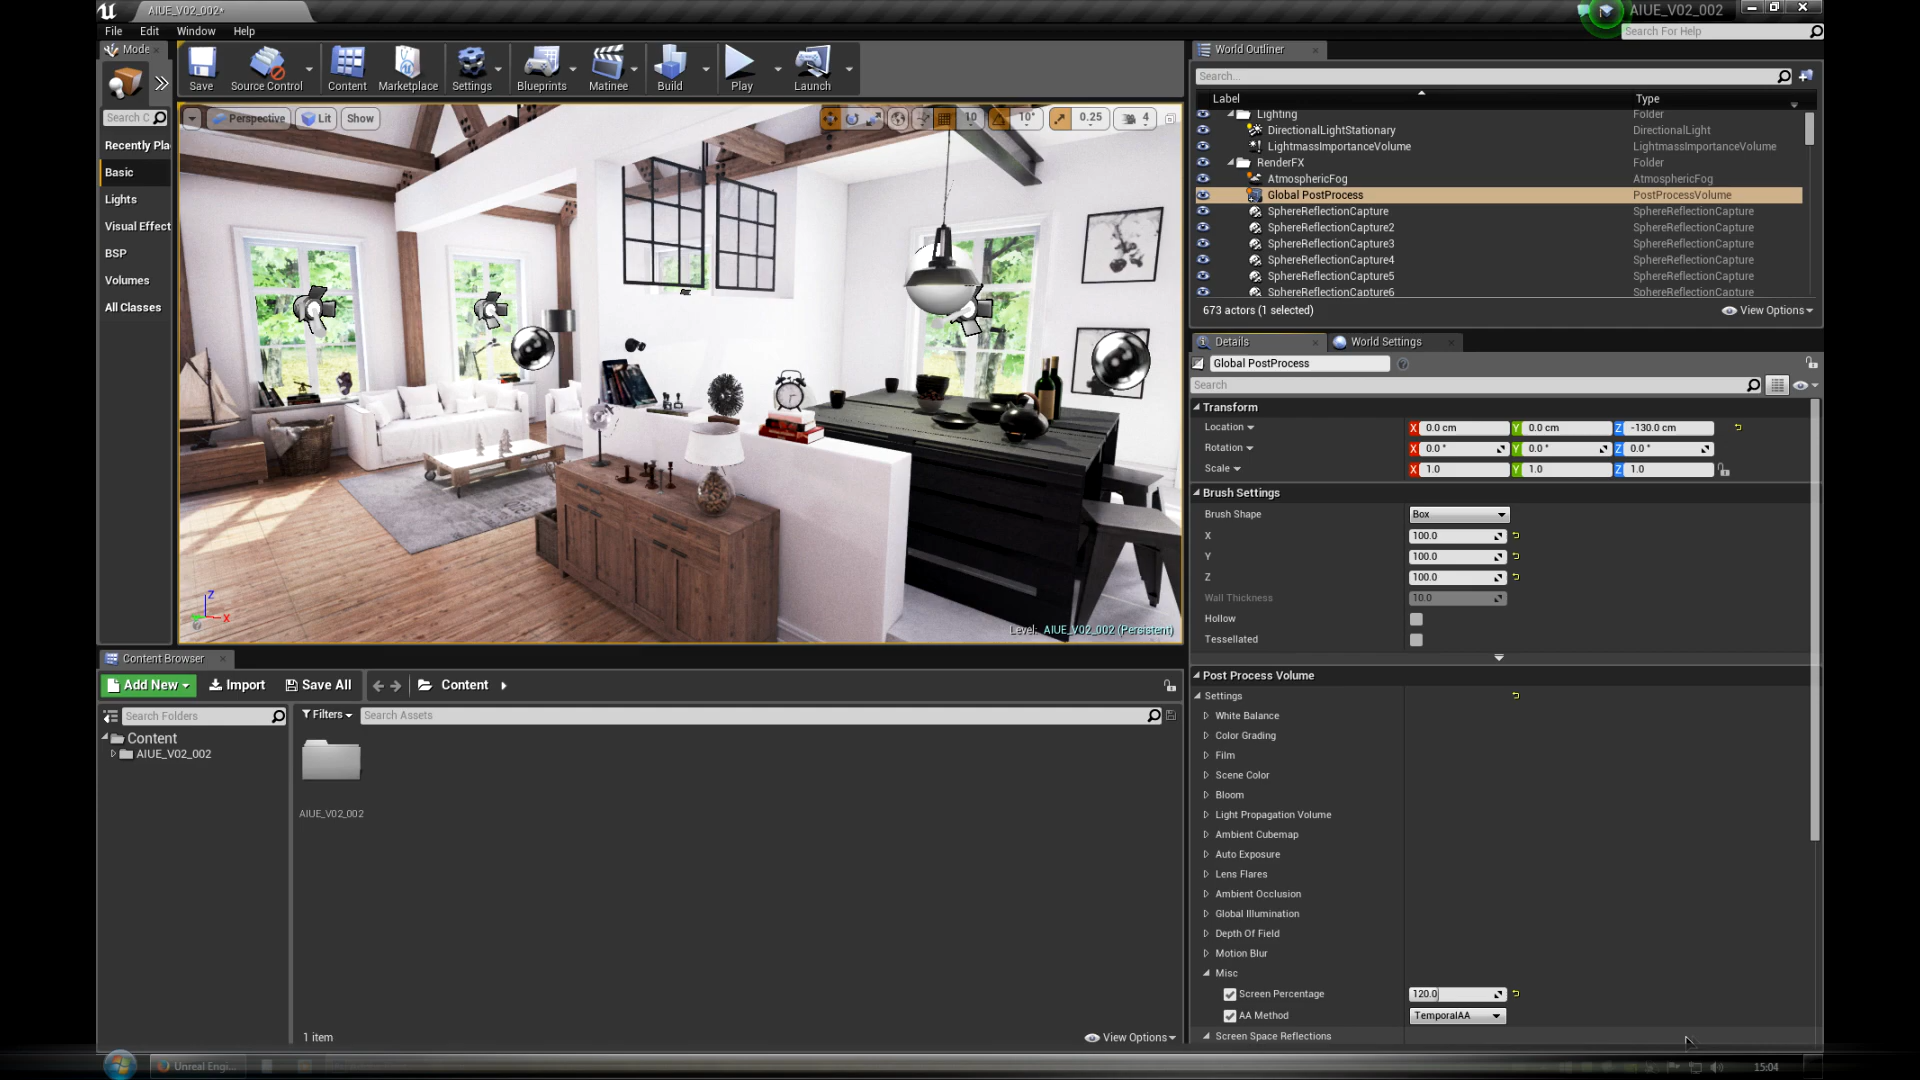 AIUE_V02_002*
AIUE_V02_002
File Edit Window Help
Search For Help
Mode
Save
Source Control
Content
Marketplace
Settings
Blueprints
Matinee
Build
Play
Launch
Search C
Recently Pla
Basic
Lights
Visual Effect
BSP
Volumes
All Classes
Perspective Lit Show
10 10° 0.25 4
Level: AIUE_V02_002 (Persistent)
Z
X
World Outliner
Search...
Label Type
Lighting Folder
DirectionalLightStationary DirectionalLight
LightmassImportanceVolume LightmassImportanceVolume
RenderFX Folder
AtmosphericFog AtmosphericFog
Global PostProcess PostProcessVolume
SphereReflectionCapture SphereReflectionCapture
SphereReflectionCapture2 SphereReflectionCapture
SphereReflectionCapture3 SphereReflectionCapture
SphereReflectionCapture4 SphereReflectionCapture
SphereReflectionCapture5 SphereReflectionCapture
SphereReflectionCapture6 SphereReflectionCapture
673 actors (1 selected) View Options
Details World Settings
Global PostProcess
Search
Transform
Location X 0.0 cm Y 0.0 cm Z -130.0 cm
Rotation X 0.0 ° Y 0.0 ° Z 0.0 °
Scale X 1.0 Y 1.0 Z 1.0
Brush Settings
Brush Shape Box
X 100.0
Y 100.0
Z 100.0
Wall Thickness 10.0
Hollow
Tessellated
Post Process Volume
Settings
White Balance
Color Grading
Film
Scene Color
Bloom
Light Propagation Volume
Ambient Cubemap
Auto Exposure
Lens Flares
Ambient Occlusion
Global Illumination
Depth Of Field
Motion Blur
Misc
Screen Percentage 120.0
AA Method TemporalAA
Screen Space Reflections
Content Browser
Add New Import Save All Content
Search Folders
Filters Search Assets
Content
AIUE_V02_002
AIUE_V02_002
1 item View Options
Unreal Engi...
15:04